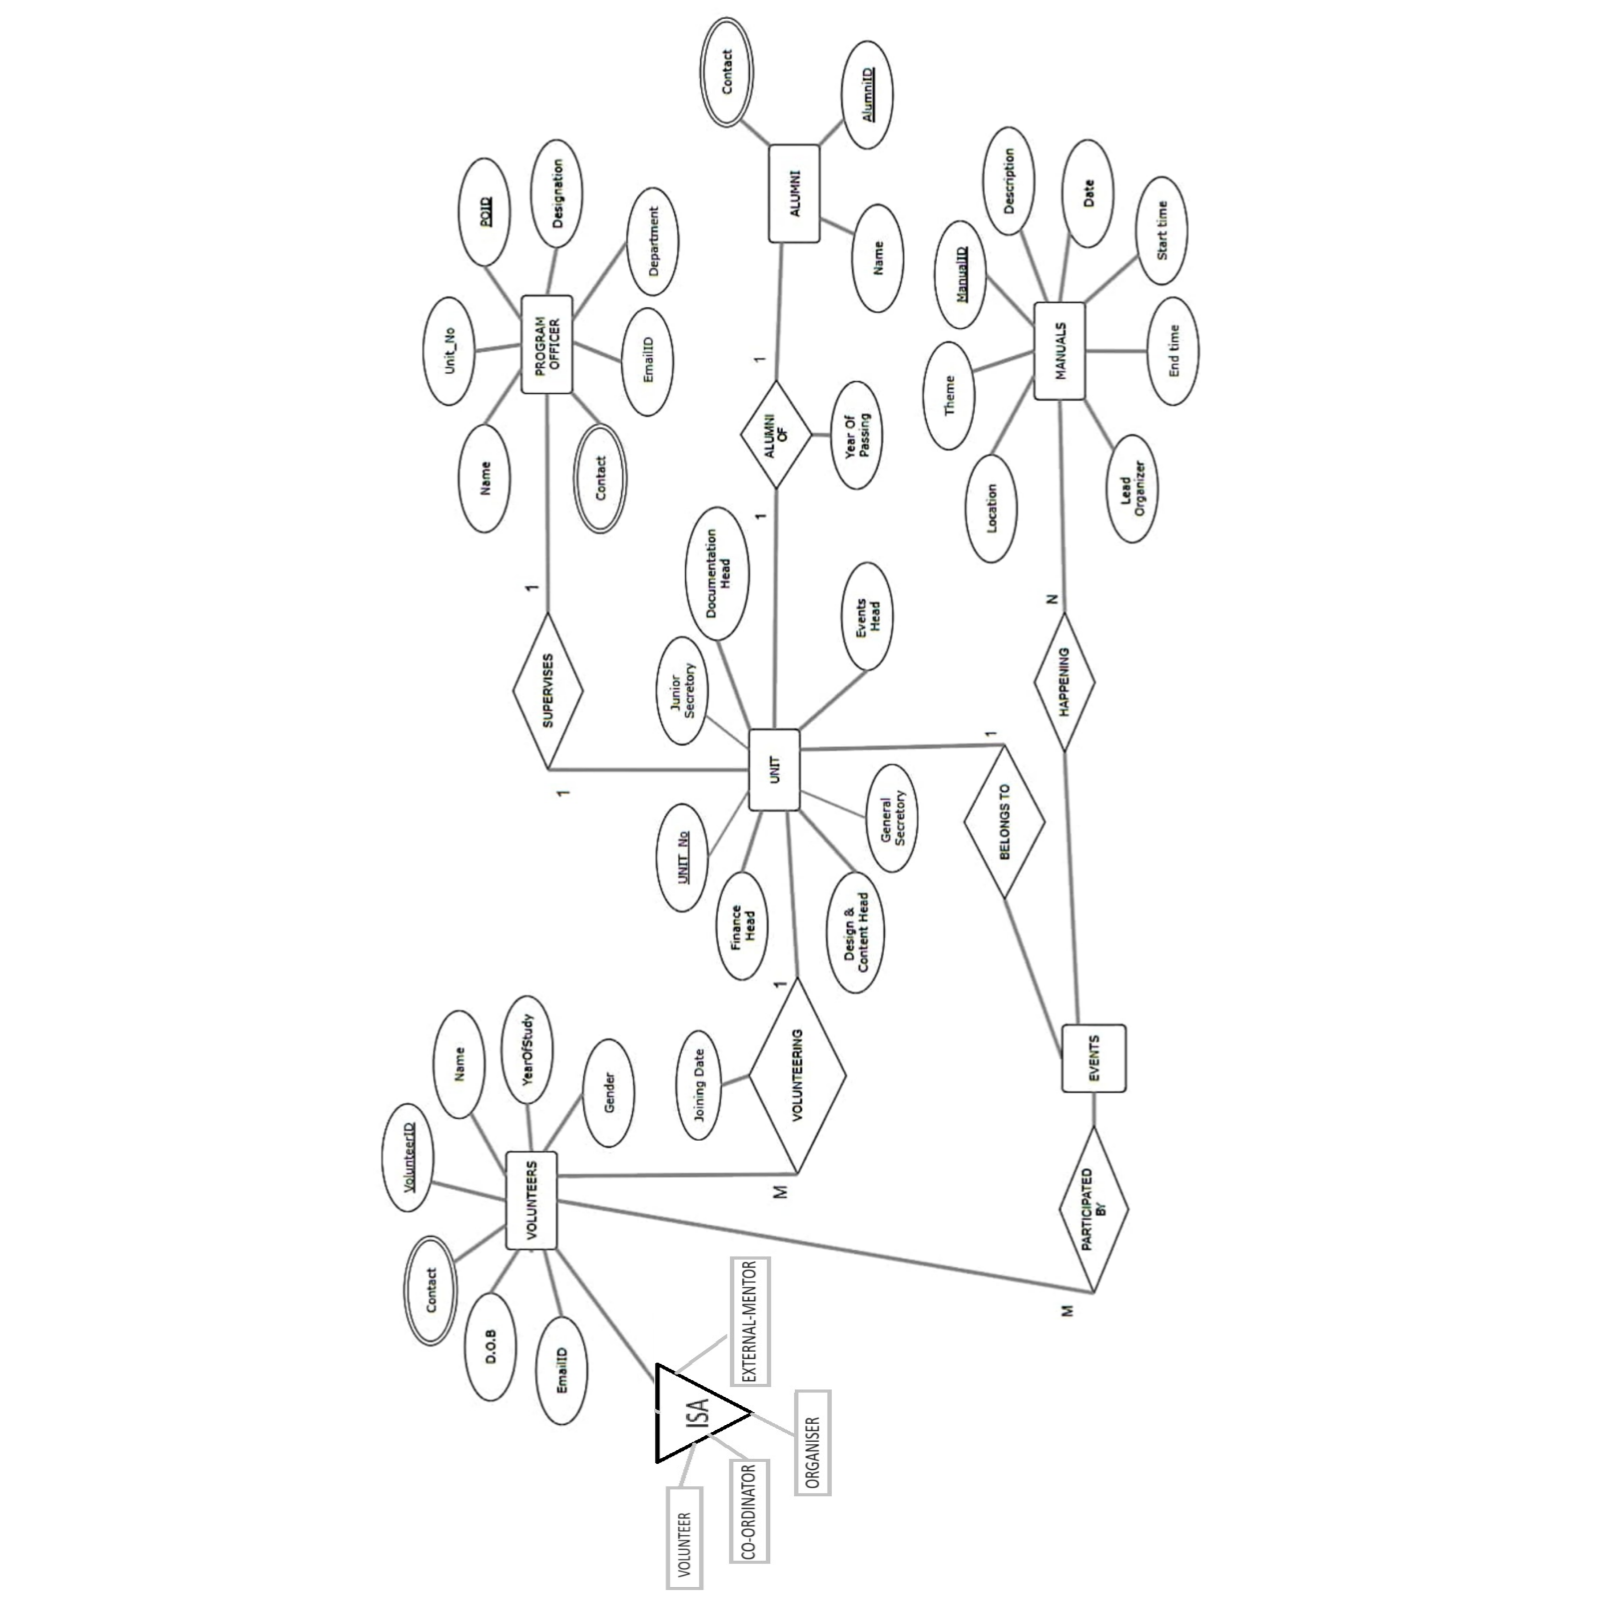 VolunteerID
Name
YearOfStudy
Gender
Contact
D.O.B
EmailID
VOLUNTEERS
ISA
VOLUNTEER
CO-ORDINATOR
ORGANISER
EXTERNAL-MENTOR
M
Joining Date
VOLUNTEERING
1
M
PARTICIPATED
BY
EVENTS
BELONGS TO
1
UNIT
UNIT_No
Junior
Secretory
Documentation
Head
Events
Head
General
Secretory
Design &
Content Head
Finance
Head
1
SUPERVISES
1
Name
Unit_No
POID
Designation
Department
EmailID
Contact
PROGRAM
OFFICER
1
ALUMNI
OF
1
Year Of
Passing
ALUMNI
Contact
AlumniID
Name
HAPPENING
N
MANUALS
Location
Theme
ManualID
Description
Date
Start time
End time
Lead
Organizer